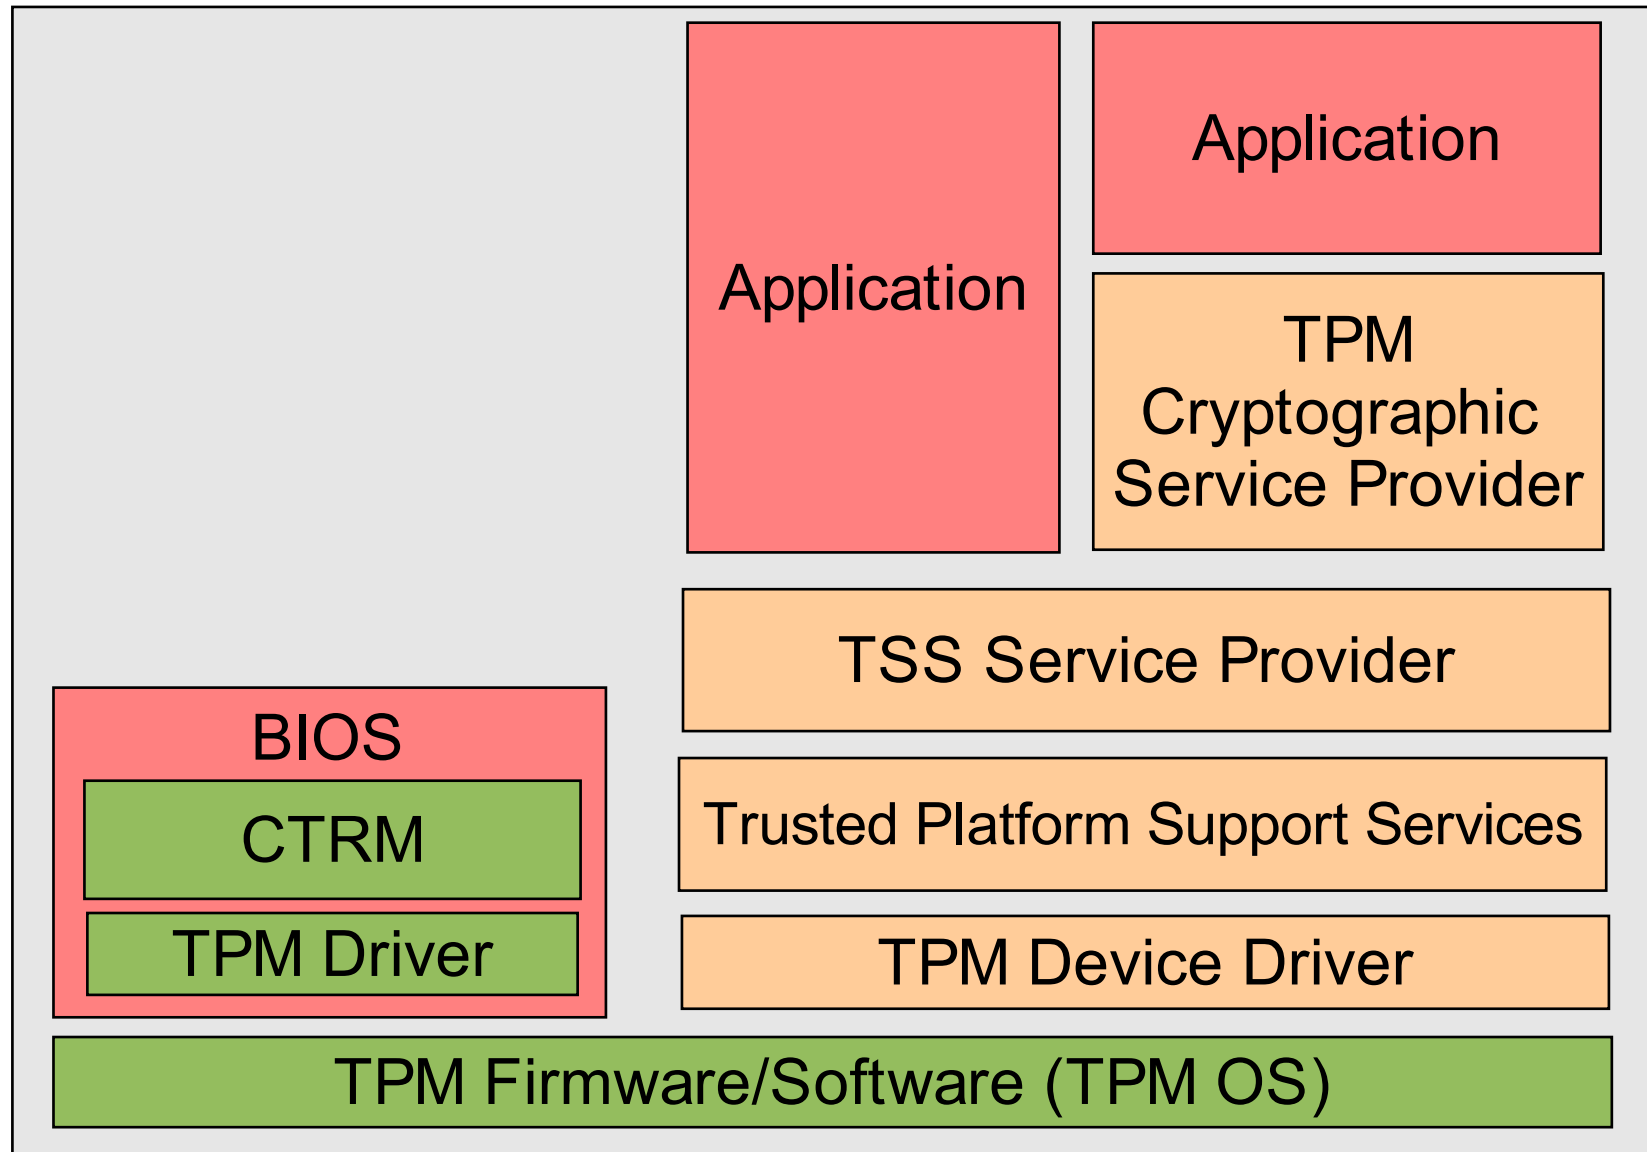 Application
Application
TPM
Cryptographic
Service Provider
TSS Service Provider
BIOS
CTRM
TPM Driver
Trusted Platform Support Services
TPM Device Driver
TPM Firmware/Software (TPM OS)